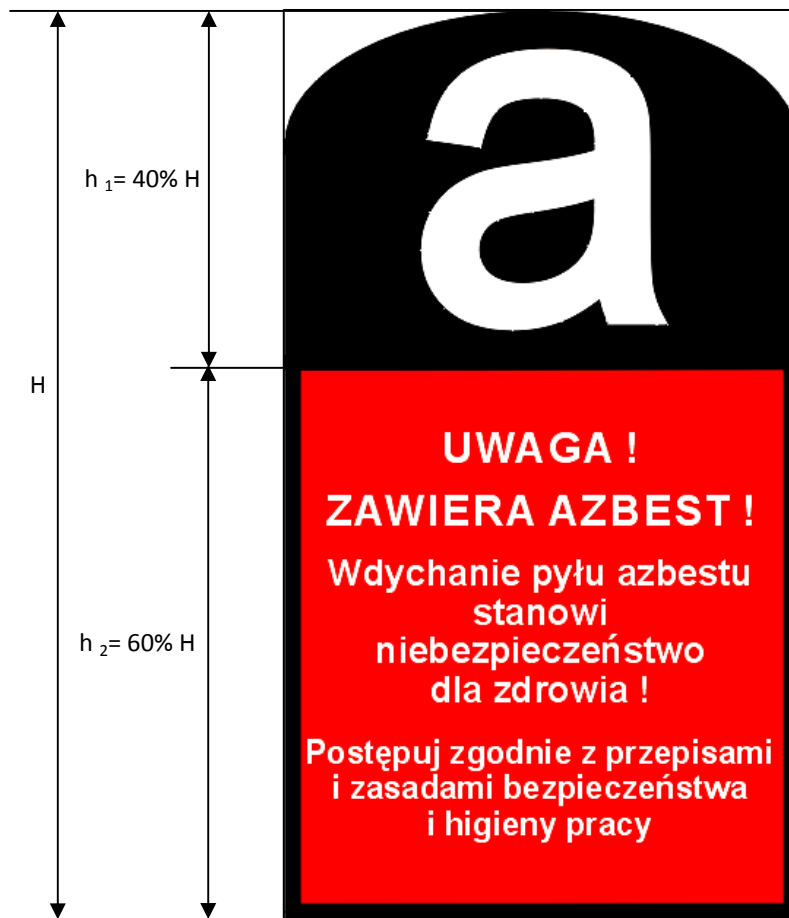 a
h 1= 40% H
H
UWAGA !
ZAWIERA AZBEST !
Wdychanie pyłu azbestu
stanowi
niebezpieczeństwo
dla zdrowia !
h 2= 60% H
Postępuj zgodnie z przepisami
i zasadami bezpieczeństwa
i higieny pracy